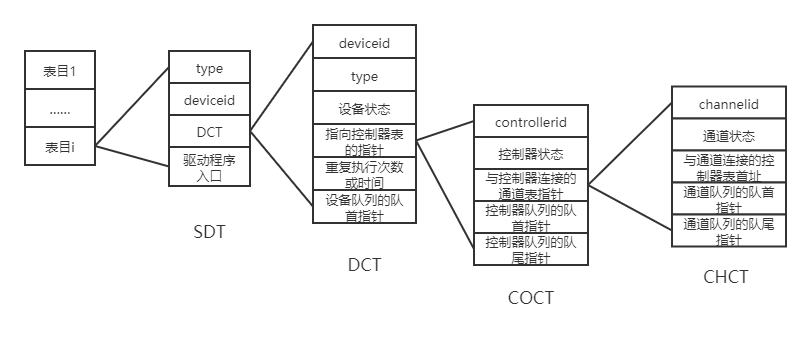 表目1
......
表目i
type
deviceid
DCT
驱动程序
入口
SDT
deviceid
type
设备状态
指向控制器表
的指针
重复执行次数
或时间
设备队列的队
首指针
DCT
controllerid
控制器状态
与控制器连接的
通道表指针
控制器队列的队
首指针
控制器队列的队
尾指针
COCT
channelid
通道状态
与通道连接的控
制器表首址
通道队列的队首
指针
通道队列的队尾
指针
CHCT